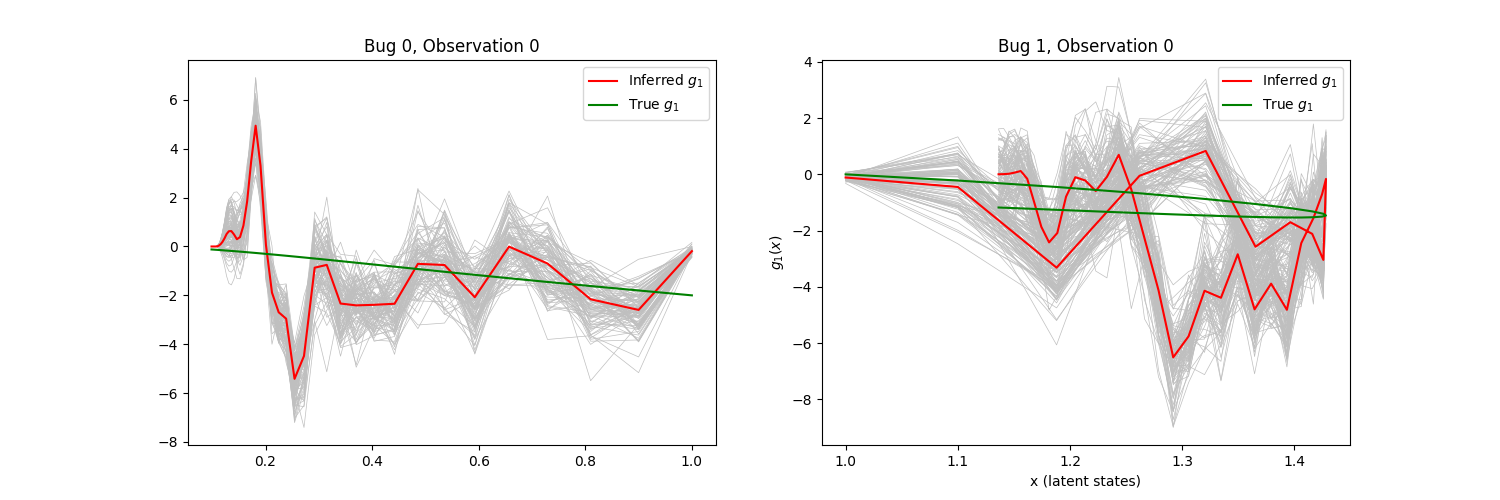 Bug 0, Observation 0
Inferred g₁
True g₁
6
4
2
0
−2
−4
−6
−8
0.2 0.4 0.6 0.8 1.0
Bug 1, Observation 0
Inferred g₁
True g₁
4
2
0
−2
−4
−6
−8
g₁(x)
1.0 1.1 1.2 1.3 1.4
x (latent states)